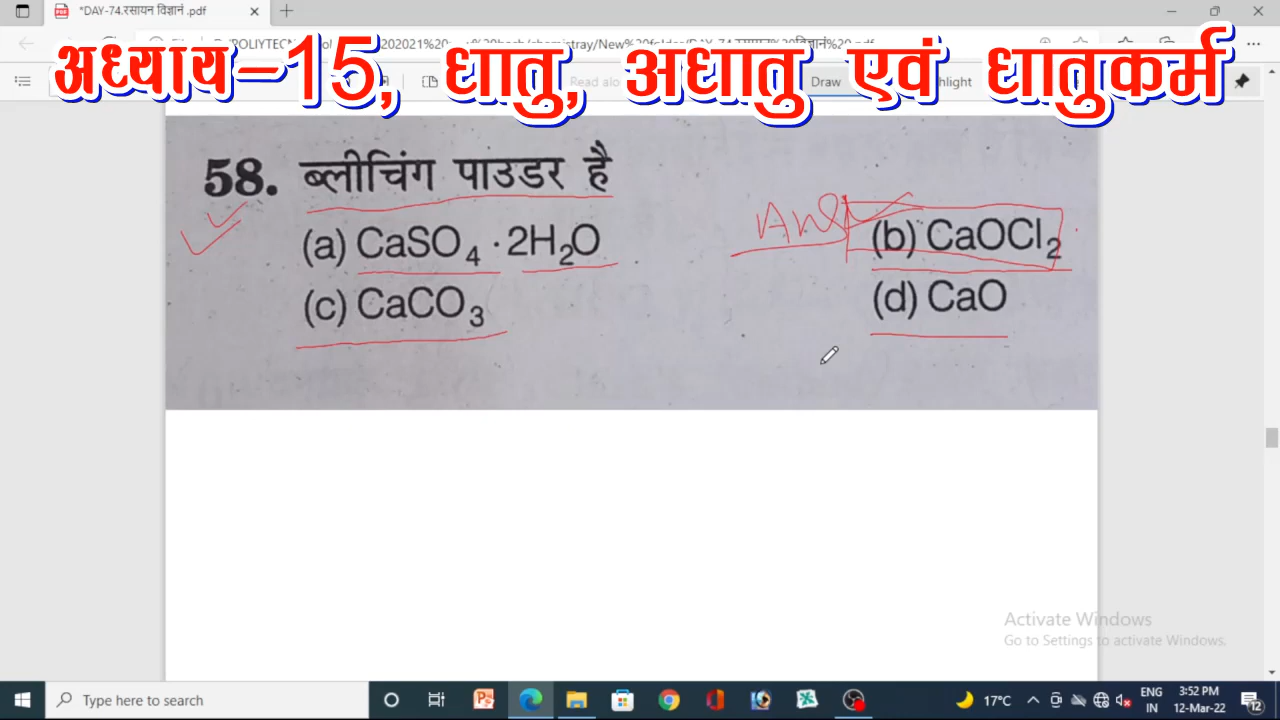 *DAY-74.रसायन विज्ञानं .pdf
अध्याय-15, धातु, अधातु एवं धातुकर्म
Draw
58. ब्लीचिंग पाउडर है
(a) CaSO₄ · 2H₂O
Ans
(b) CaOCl₂
(c) CaCO₃
(d) CaO
Activate Windows
Go to Settings to activate Windows.
Type here to search
17°C
ENG
IN
3:52 PM
12-Mar-22
12